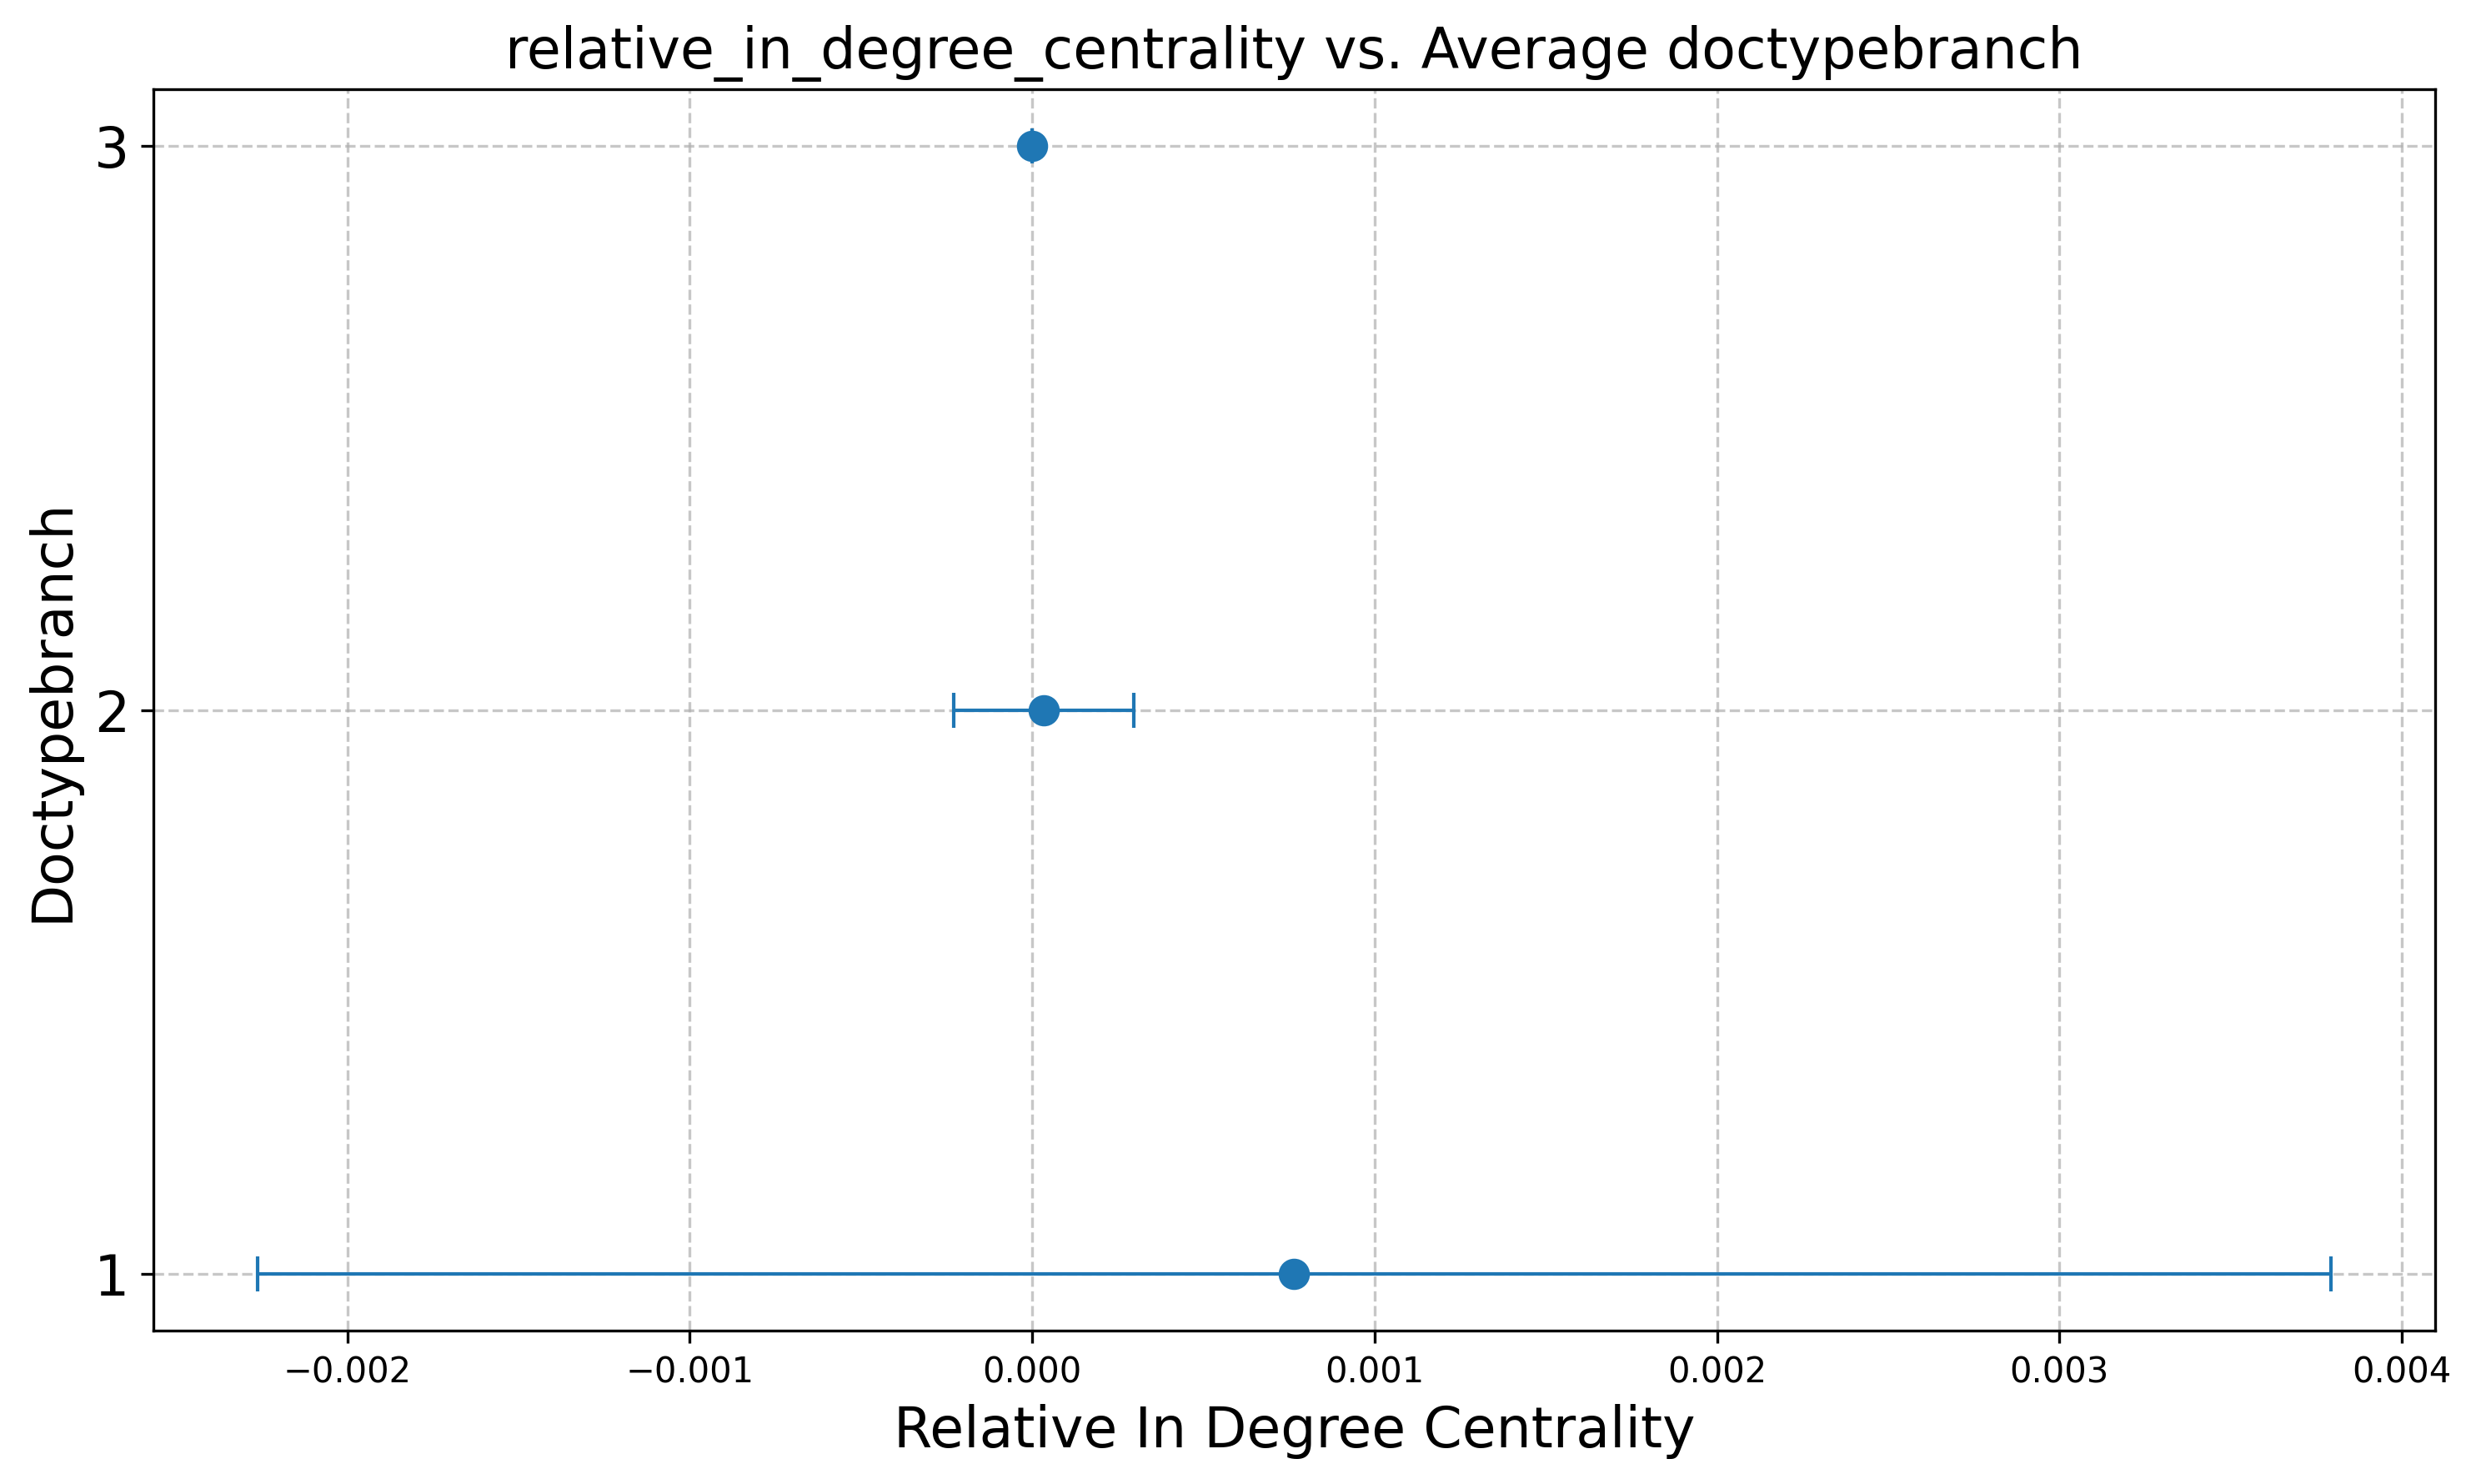 relative_in_degree_centrality vs. Average doctypebranch
3
2
1
Doctypebranch
−0.002 −0.001 0.000 0.001 0.002 0.003 0.004
Relative In Degree Centrality